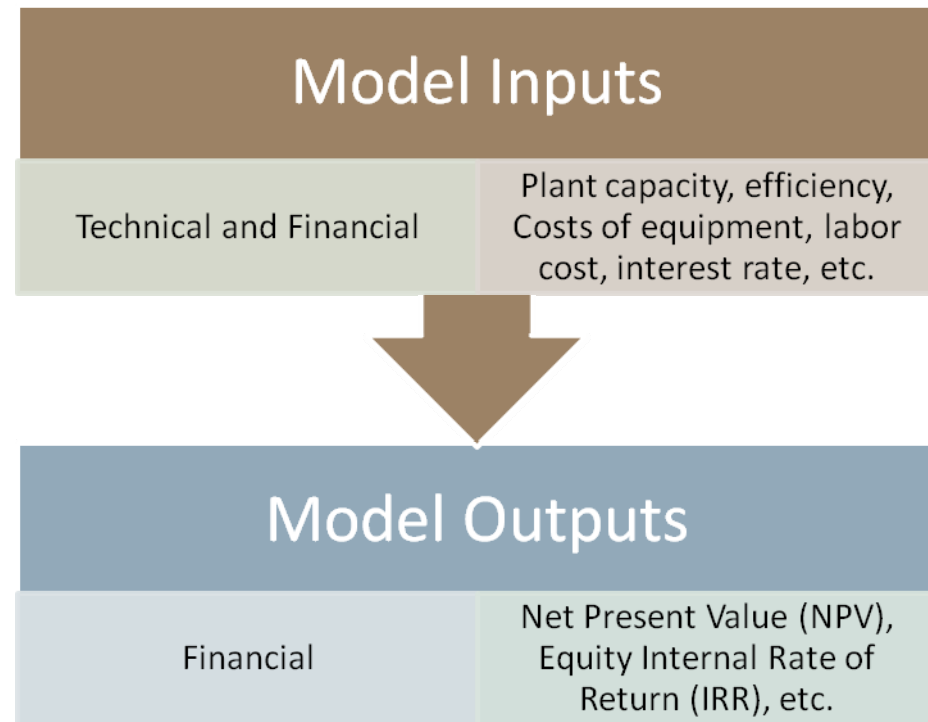 Model Inputs
Technical and Financial
Plant capacity, efficiency,
Costs of equipment, labor
cost, interest rate, etc.
Model Outputs
Financial
Net Present Value (NPV),
Equity Internal Rate of
Return (IRR), etc.